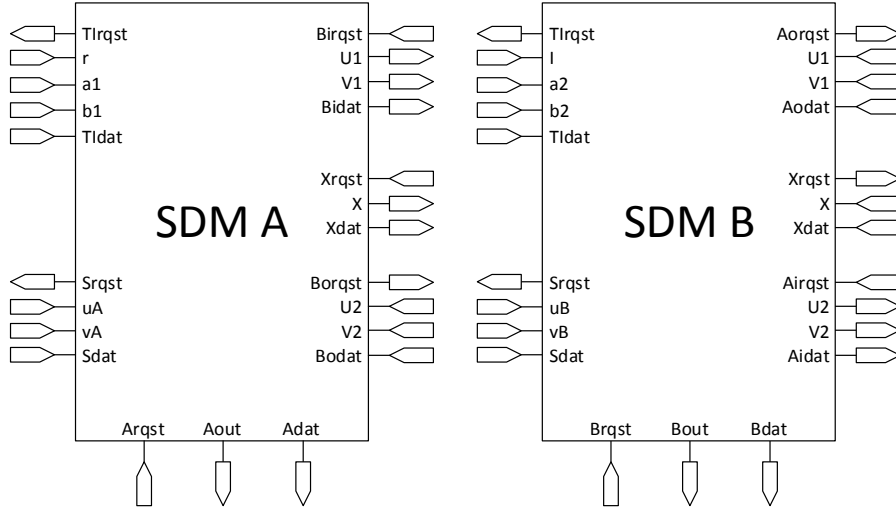 TIrqst
r
a1
b1
TIdat
Birqst
U1
V1
Bidat
Xrqst
X
Xdat
SDM A
Srqst
uA
vA
Sdat
Borqst
U2
V2
Bodat
Arqst Aout Adat
TIrqst
l
a2
b2
TIdat
Aorqst
U1
V1
Aodat
Xrqst
X
Xdat
SDM B
Srqst
uB
vB
Sdat
Airqst
U2
V2
Aidat
Brqst Bout Bdat